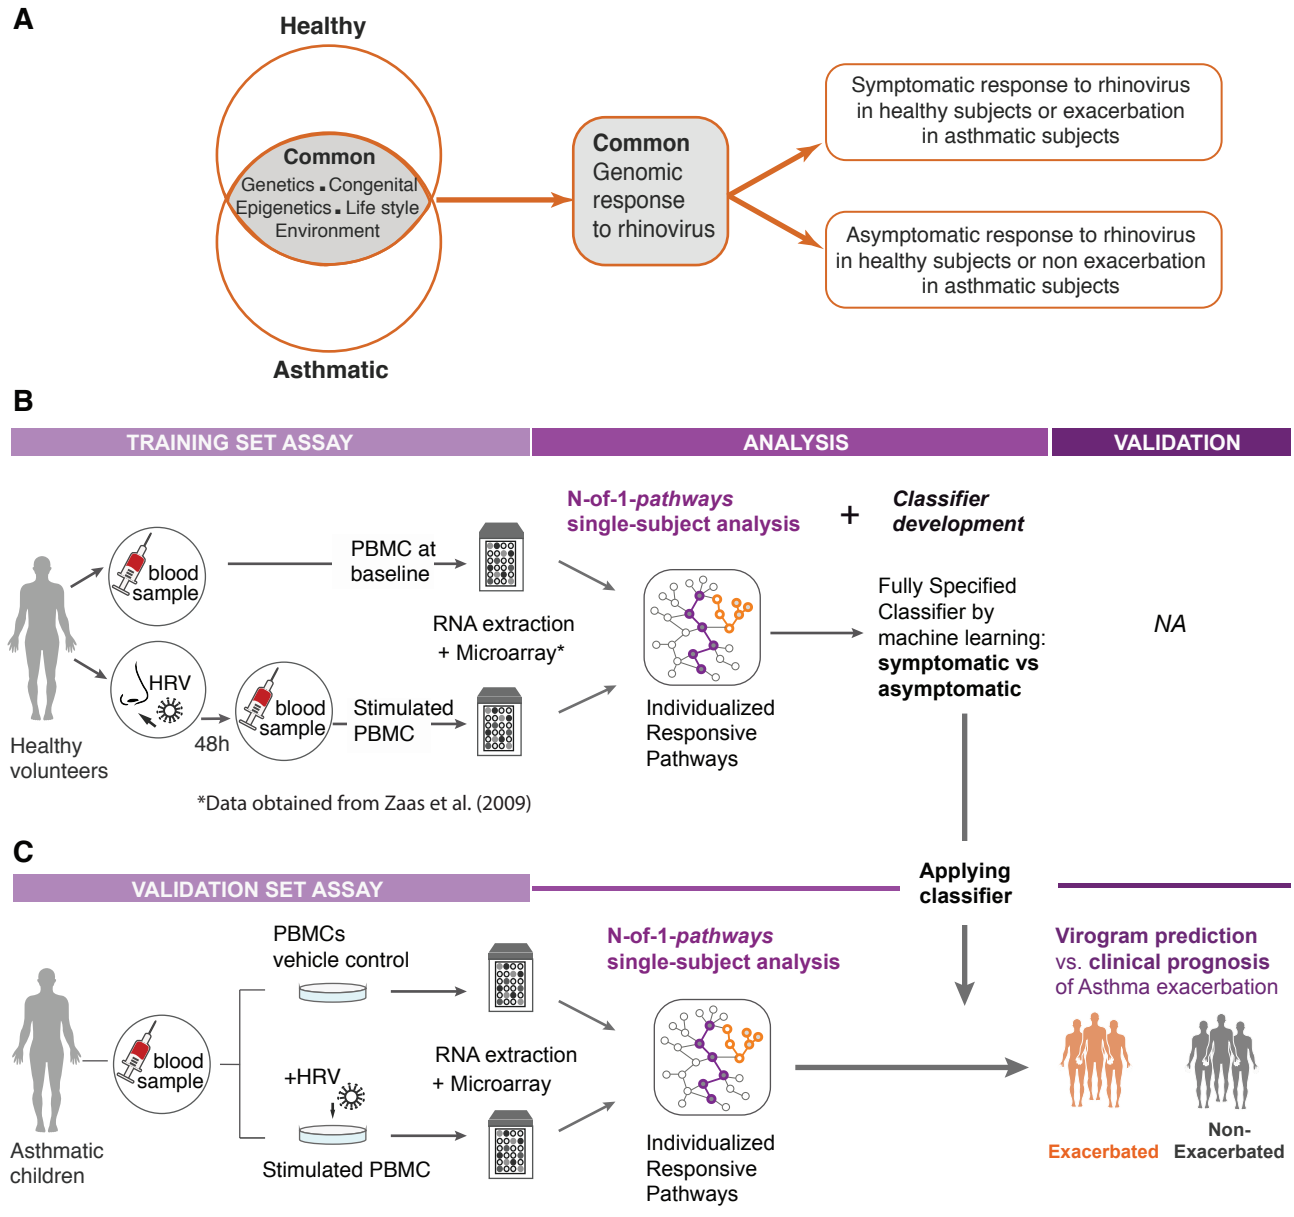 A
Healthy
Common
Genetics ▪ Congenital
Epigenetics ▪ Life style
Environment
Asthmatic
Common
Genomic
response
to rhinovirus
Symptomatic response to rhinovirus
in healthy subjects or exacerbation
in asthmatic subjects
Asymptomatic response to rhinovirus
in healthy subjects or non exacerbation
in asthmatic subjects
B
TRAINING SET ASSAY
ANALYSIS
VALIDATION
Healthy
volunteers
blood
sample
PBMC at
baseline
HRV
48h
blood
sample
Stimulated
PBMC
RNA extraction
+ Microarray*
*Data obtained from Zaas et al. (2009)
N-of-1-pathways
single-subject analysis
+
Classifier
development
Individualized
Responsive
Pathways
Fully Specified
Classifier by
machine learning:
symptomatic vs
asymptomatic
NA
C
VALIDATION SET ASSAY
Applying
classifier
Asthmatic
children
blood
sample
PBMCs
vehicle control
+HRV
Stimulated PBMC
RNA extraction
+ Microarray
N-of-1-pathways
single-subject analysis
Individualized
Responsive
Pathways
Virogram prediction
vs. clinical prognosis
of Asthma exacerbation
Exacerbated
Non-
Exacerbated